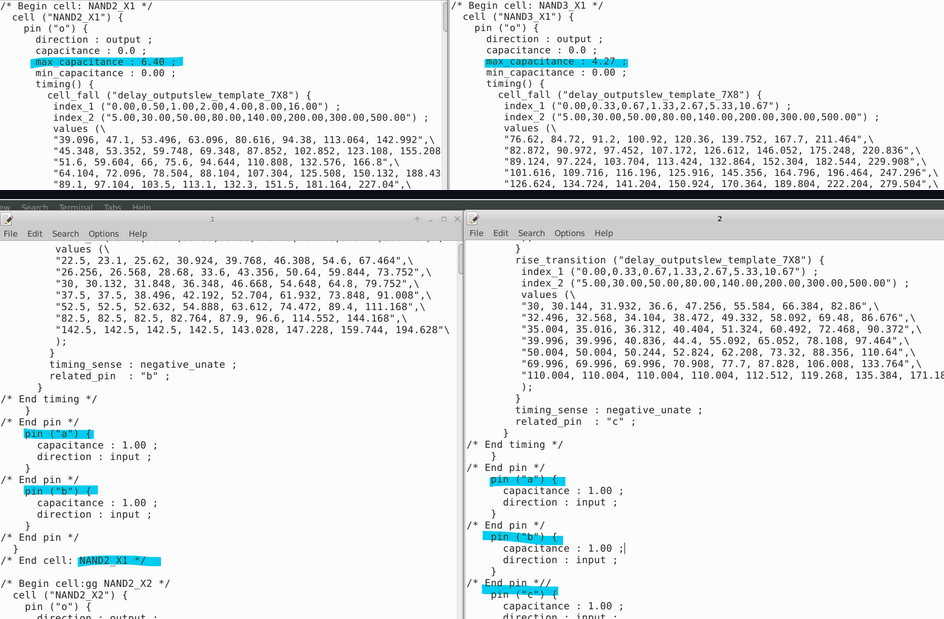 /* Begin cell: NAND2_X1 */
cell ("NAND2_X1") {
pin ("o") {
direction : output ;
capacitance : 0.0 ;
max_capacitance : 6.40 ;
min_capacitance : 0.00 ;
timing() {
cell_fall ("delay_outputslew_template_7X8") {
index_1 ("0.00,0.50,1.00,2.00,4.00,8.00,16.00") ;
index_2 ("5.00,30.00,50.00,80.00,140.00,200.00,300.00,500.00") ;
values (\
"39.096, 47.1, 53.496, 63.096, 80.616, 94.38, 113.064, 142.992",\
"45.348, 53.352, 59.748, 69.348, 87.852, 102.852, 123.108, 155.208
"51.6, 59.604, 66, 75.6, 94.644, 110.808, 132.576, 166.8",\
"64.104, 72.096, 78.504, 88.104, 107.304, 125.508, 150.132, 188.43
"89.1, 97.104, 103.5, 113.1, 132.3, 151.5, 181.164, 227.04",\
/* Begin cell: NAND3_X1 */
cell ("NAND3_X1") {
pin ("o") {
direction : output ;
capacitance : 0.0 ;
max_capacitance : 4.27 ;
min_capacitance : 0.00 ;
timing() {
cell_fall ("delay_outputslew_template_7X8") {
index_1 ("0.00,0.33,0.67,1.33,2.67,5.33,10.67") ;
index_2 ("5.00,30.00,50.00,80.00,140.00,200.00,300.00,500.00") ;
values (\
"76.62, 84.72, 91.2, 100.92, 120.36, 139.752, 167.7, 211.464",\
"82.872, 90.972, 97.452, 107.172, 126.612, 146.052, 175.248, 220.836",\
"89.124, 97.224, 103.704, 113.424, 132.864, 152.304, 182.544, 229.908",\
"101.616, 109.716, 116.196, 125.916, 145.356, 164.796, 196.464, 247.296",\
"126.624, 134.724, 141.204, 150.924, 170.364, 189.804, 222.204, 279.504",\
ew Search Terminal Tabs Help
1
File Edit Search Options Help
values (\
"22.5, 23.1, 25.62, 30.924, 39.768, 46.308, 54.6, 67.464",\
"26.256, 26.568, 28.68, 33.6, 43.356, 50.64, 59.844, 73.752",\
"30, 30.132, 31.848, 36.348, 46.668, 54.648, 64.8, 79.752",\
"37.5, 37.5, 38.496, 42.192, 52.704, 61.932, 73.848, 91.008",\
"52.5, 52.5, 52.632, 54.888, 63.612, 74.472, 89.4, 111.168",\
"82.5, 82.5, 82.5, 82.764, 87.9, 96.6, 114.552, 144.168",\
"142.5, 142.5, 142.5, 142.5, 143.028, 147.228, 159.744, 194.628"\
);
}
timing_sense : negative_unate ;
related_pin : "b" ;
}
/* End timing */
}
/* End pin */
pin ("a") {
capacitance : 1.00 ;
direction : input ;
}
/* End pin */
pin ("b") {
capacitance : 1.00 ;
direction : input ;
}
/* End pin */
}
/* End cell: NAND2_X1 */
/* Begin cell:gg NAND2_X2 */
cell ("NAND2_X2") {
pin ("o") {
direction : output ;
2
File Edit Search Options Help
}
rise_transition ("delay_outputslew_template_7X8") {
index_1 ("0.00,0.33,0.67,1.33,2.67,5.33,10.67") ;
index_2 ("5.00,30.00,50.00,80.00,140.00,200.00,300.00,500.00") ;
values (\
"30, 30.144, 31.932, 36.6, 47.256, 55.584, 66.384, 82.86",\
"32.496, 32.568, 34.104, 38.472, 49.332, 58.092, 69.48, 86.676",\
"35.004, 35.016, 36.312, 40.404, 51.324, 60.492, 72.468, 90.372",\
"39.996, 39.996, 40.836, 44.4, 55.092, 65.052, 78.108, 97.464",\
"50.004, 50.004, 50.244, 52.824, 62.208, 73.32, 88.356, 110.64",\
"69.996, 69.996, 69.996, 70.908, 77.7, 87.828, 106.008, 133.764",\
"110.004, 110.004, 110.004, 110.004, 112.512, 119.268, 135.384, 171.18
);
}
timing_sense : negative_unate ;
related_pin : "c" ;
}
/* End timing */
}
/* End pin */
pin ("a") {
capacitance : 1.00 ;
direction : input ;
}
/* End pin */
pin ("b") {
capacitance : 1.00 ;
direction : input ;
}
/* End pin *//
pin ("c") {
capacitance : 1.00 ;
direction : input ;